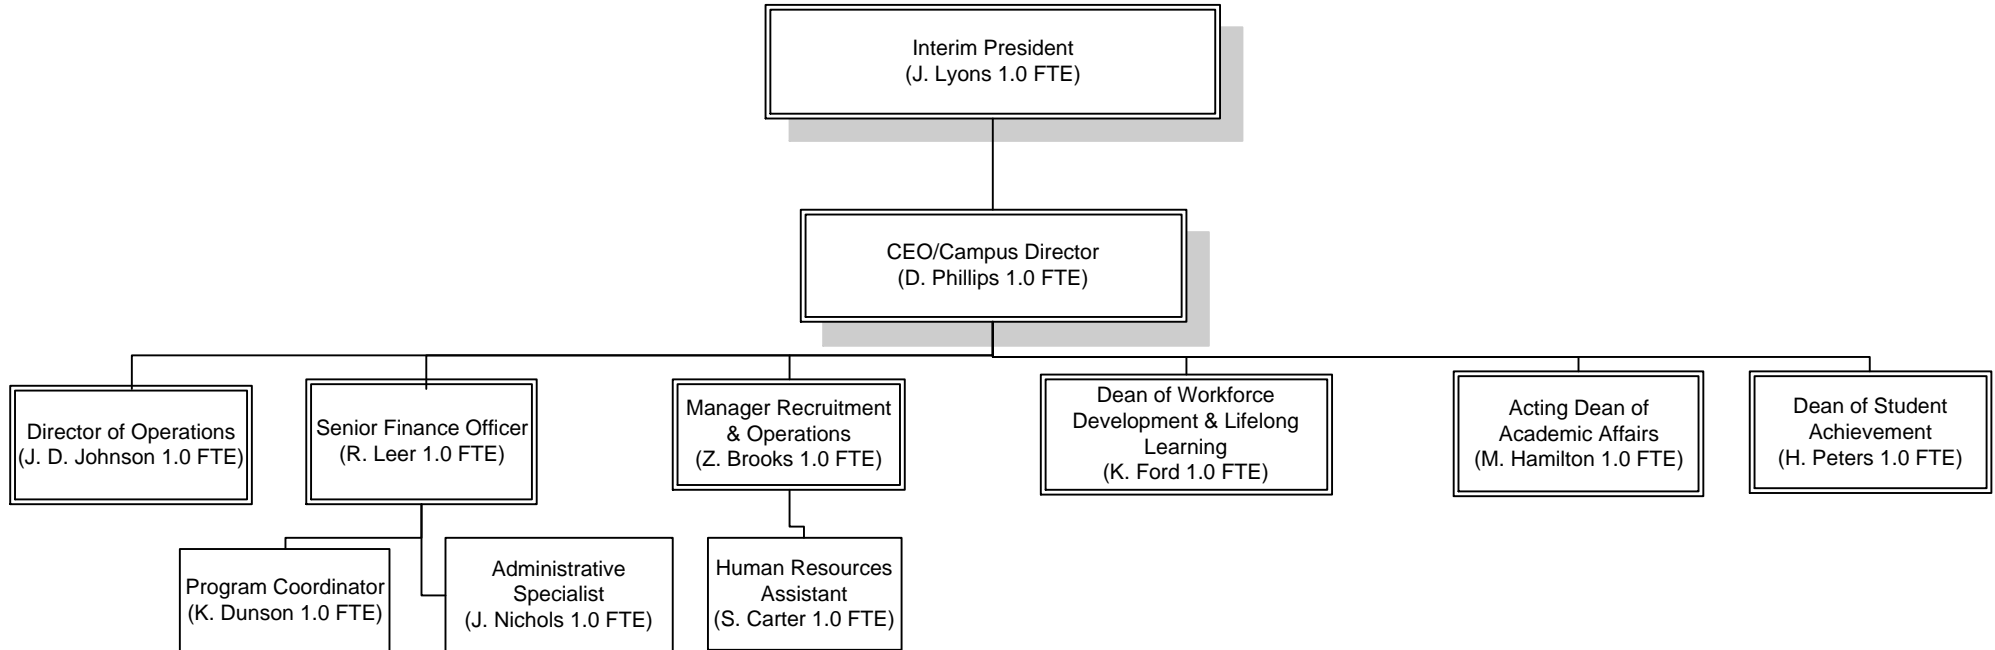 Interim President
(J. Lyons 1.0 FTE)
CEO/Campus Director
(D. Phillips 1.0 FTE)
Director of Operations
(J. D. Johnson 1.0 FTE)
Senior Finance Officer
(R. Leer 1.0 FTE)
Manager Recruitment
& Operations
(Z. Brooks 1.0 FTE)
Dean of Workforce
Development & Lifelong
Learning
(K. Ford 1.0 FTE)
Acting Dean of
Academic Affairs
(M. Hamilton 1.0 FTE)
Dean of Student
Achievement
(H. Peters 1.0 FTE)
Program Coordinator
(K. Dunson 1.0 FTE)
Administrative
Specialist
(J. Nichols 1.0 FTE)
Human Resources
Assistant
(S. Carter 1.0 FTE)